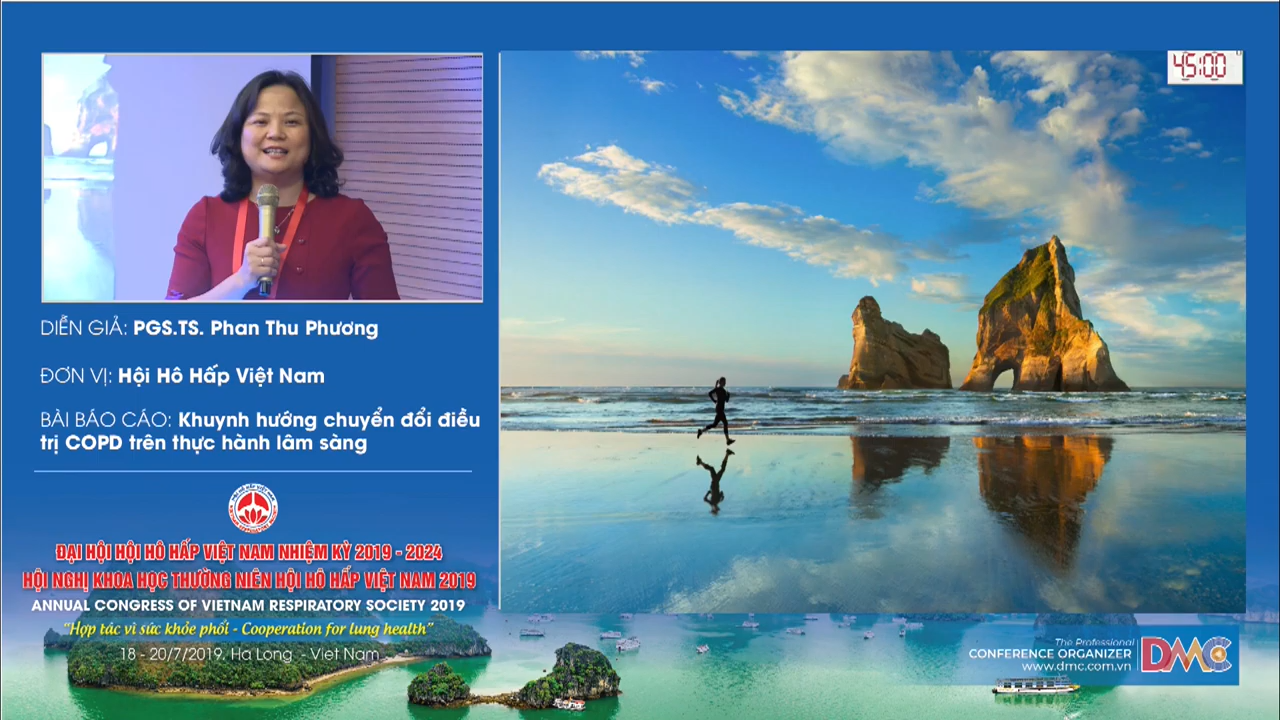 45:00
DIỄN GIẢ: PGS.TS. Phan Thu Phương
ĐƠN VỊ: Hội Hô Hấp Việt Nam
BÀI BÁO CÁO: Khuynh hướng chuyển đổi điều
trị COPD trên thực hành lâm sàng
ĐẠI HỘI HỘI HÔ HẤP VIỆT NAM NHIỆM KỲ 2019 - 2024
HỘI NGHỊ KHOA HỌC THƯỜNG NIÊN HỘI HÔ HẤP VIỆT NAM 2019
ANNUAL CONGRESS OF VIETNAM RESPIRATORY SOCIETY 2019
“Hợp tác vì sức khỏe phổi - Cooperation for lung health”
18 - 20/7/2019. Ha Long - Viet Nam
The Professional
CONFERENCE ORGANIZER
www.dmc.com.vn
DMC